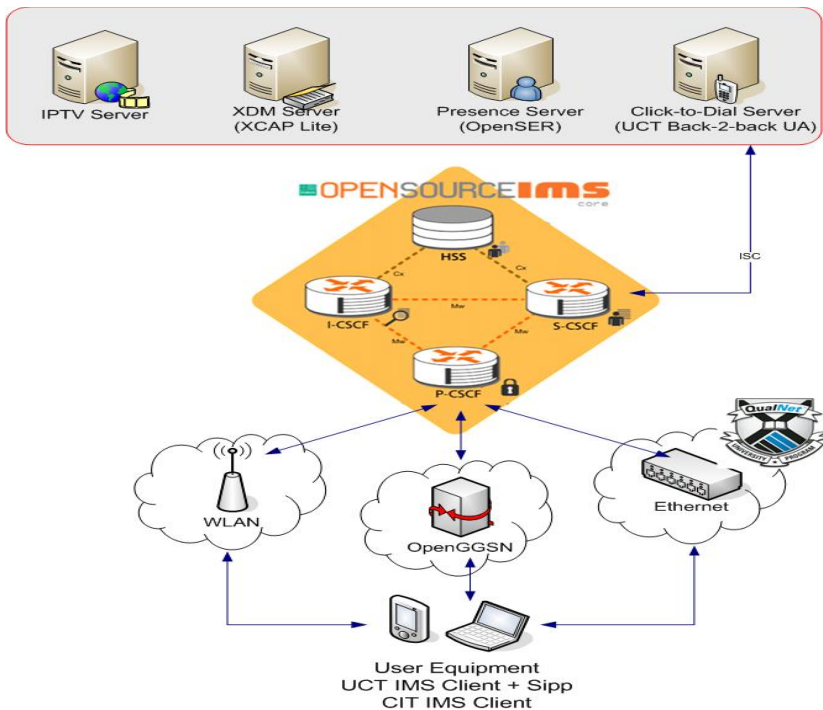 IPTV Server
XDM Server
(XCAP Lite)
Presence Server
(OpenSER)
Click-to-Dial Server
(UCT Back-2-back UA)
OPENSOURCEIMS
core
ISC
HSS
Cx
Cx
I-CSCF
Mw
S-CSCF
Mw
Mw
P-CSCF
QualNet
UNIVERSITY PROGRAM
WLAN
OpenGGSN
Ethernet
User Equipment
UCT IMS Client + Sipp
CIT IMS Client